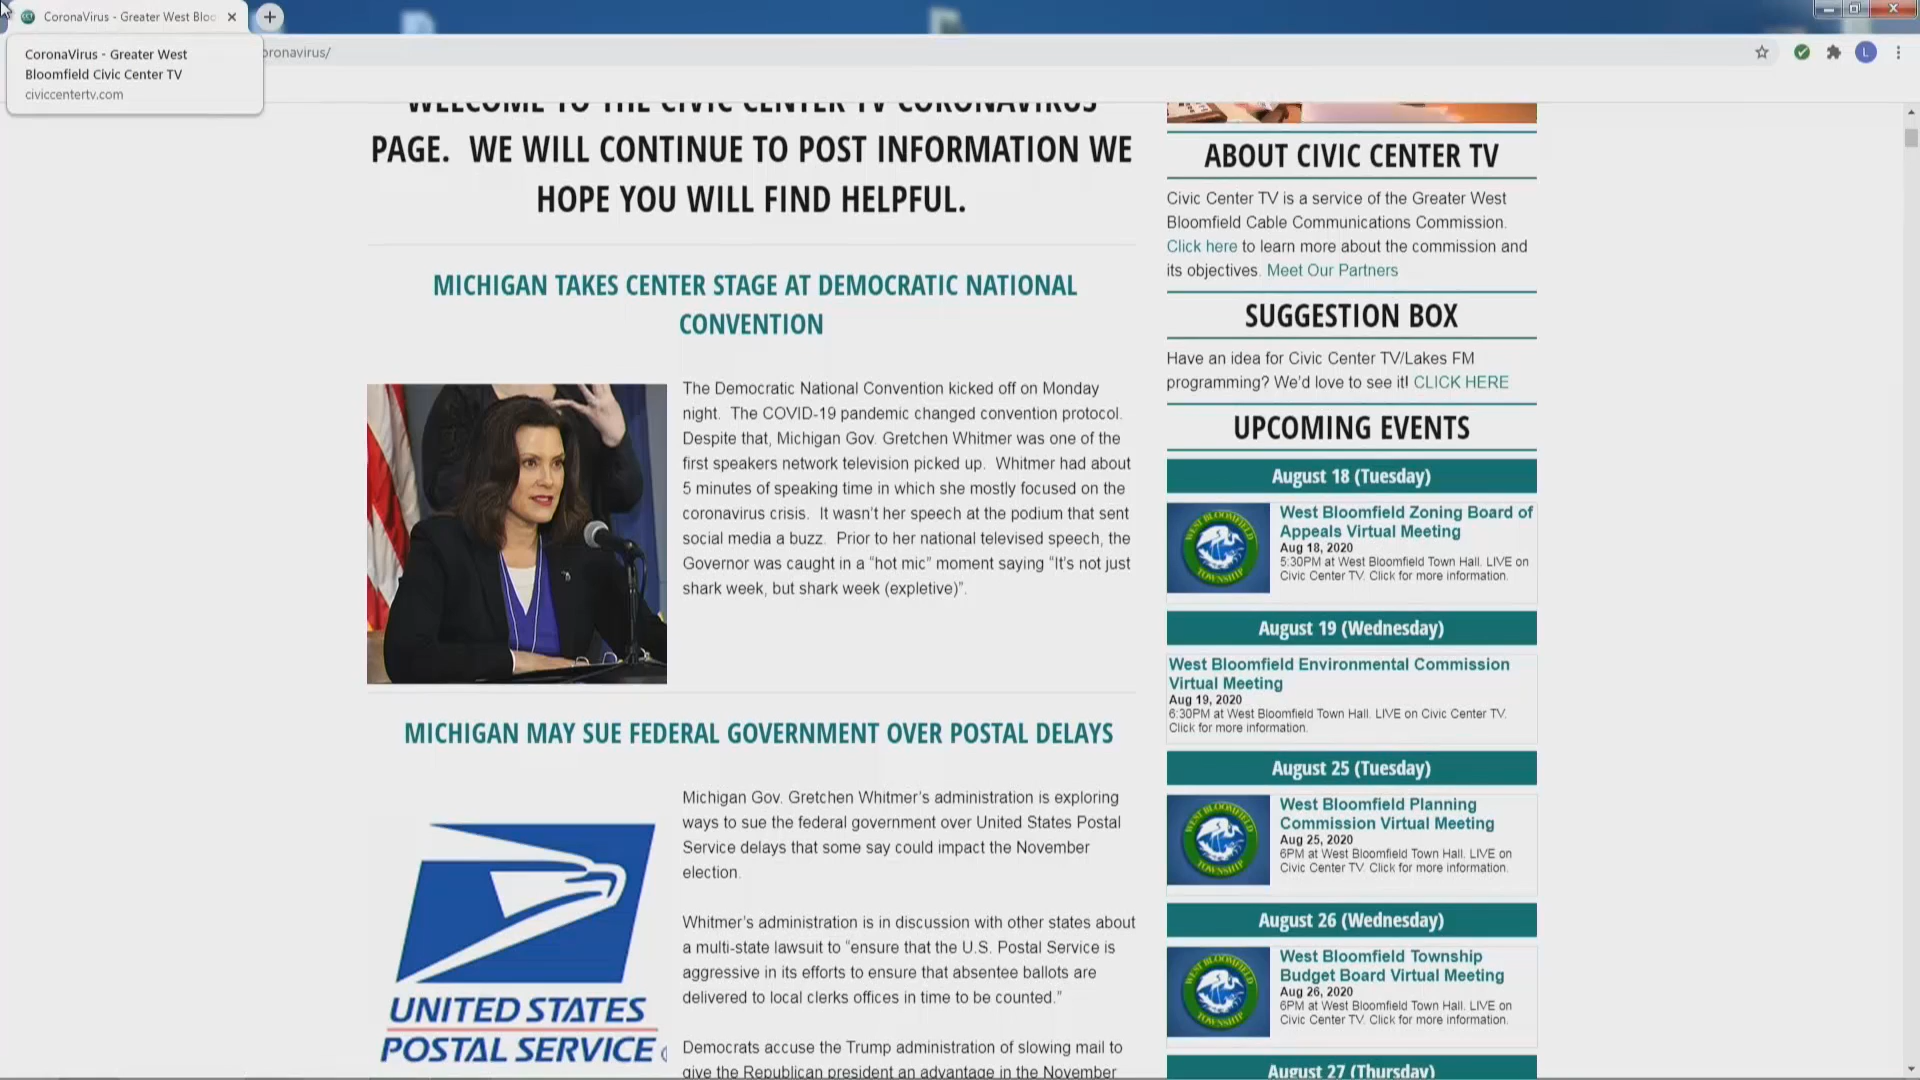 CoronaVirus - Greater West Bloo
CoronaVirus - Greater West
Bloomfield Civic Center TV
civiccentertv.com
oronavirus/
L
WELCOME TO THE CIVIC CENTER TV CORONAVIRUS
PAGE. WE WILL CONTINUE TO POST INFORMATION WE
HOPE YOU WILL FIND HELPFUL.
MICHIGAN TAKES CENTER STAGE AT DEMOCRATIC NATIONAL
CONVENTION
The Democratic National Convention kicked off on Monday
night. The COVID-19 pandemic changed convention protocol.
Despite that, Michigan Gov. Gretchen Whitmer was one of the
first speakers network television picked up. Whitmer had about
5 minutes of speaking time in which she mostly focused on the
coronavirus crisis. It wasn't her speech at the podium that sent
social media a buzz. Prior to her national televised speech, the
Governor was caught in a "hot mic" moment saying "It's not just
shark week, but shark week (expletive)".
MICHIGAN MAY SUE FEDERAL GOVERNMENT OVER POSTAL DELAYS
UNITED STATES
POSTAL SERVICE
Michigan Gov. Gretchen Whitmer's administration is exploring
ways to sue the federal government over United States Postal
Service delays that some say could impact the November
election.
Whitmer's administration is in discussion with other states about
a multi-state lawsuit to "ensure that the U.S. Postal Service is
aggressive in its efforts to ensure that absentee ballots are
delivered to local clerks offices in time to be counted."
Democrats accuse the Trump administration of slowing mail to
give the Republican president an advantage in the November
ABOUT CIVIC CENTER TV
Civic Center TV is a service of the Greater West
Bloomfield Cable Communications Commission.
Click here to learn more about the commission and
its objectives. Meet Our Partners
SUGGESTION BOX
Have an idea for Civic Center TV/Lakes FM
programming? We'd love to see it! CLICK HERE
UPCOMING EVENTS
August 18 (Tuesday)
WEST BLOOMFIELD
TOWNSHIP
West Bloomfield Zoning Board of
Appeals Virtual Meeting
Aug 18, 2020
5:30PM at West Bloomfield Town Hall. LIVE on
Civic Center TV. Click for more information.
August 19 (Wednesday)
West Bloomfield Environmental Commission
Virtual Meeting
Aug 19, 2020
6:30PM at West Bloomfield Town Hall. LIVE on Civic Center TV.
Click for more information.
August 25 (Tuesday)
WEST BLOOMFIELD
TOWNSHIP
West Bloomfield Planning
Commission Virtual Meeting
Aug 25, 2020
6PM at West Bloomfield Town Hall. LIVE on
Civic Center TV. Click for more information.
August 26 (Wednesday)
WEST BLOOMFIELD
TOWNSHIP
West Bloomfield Township
Budget Board Virtual Meeting
Aug 26, 2020
6PM at West Bloomfield Town Hall. LIVE on
Civic Center TV. Click for more information.
August 27 (Thursday)